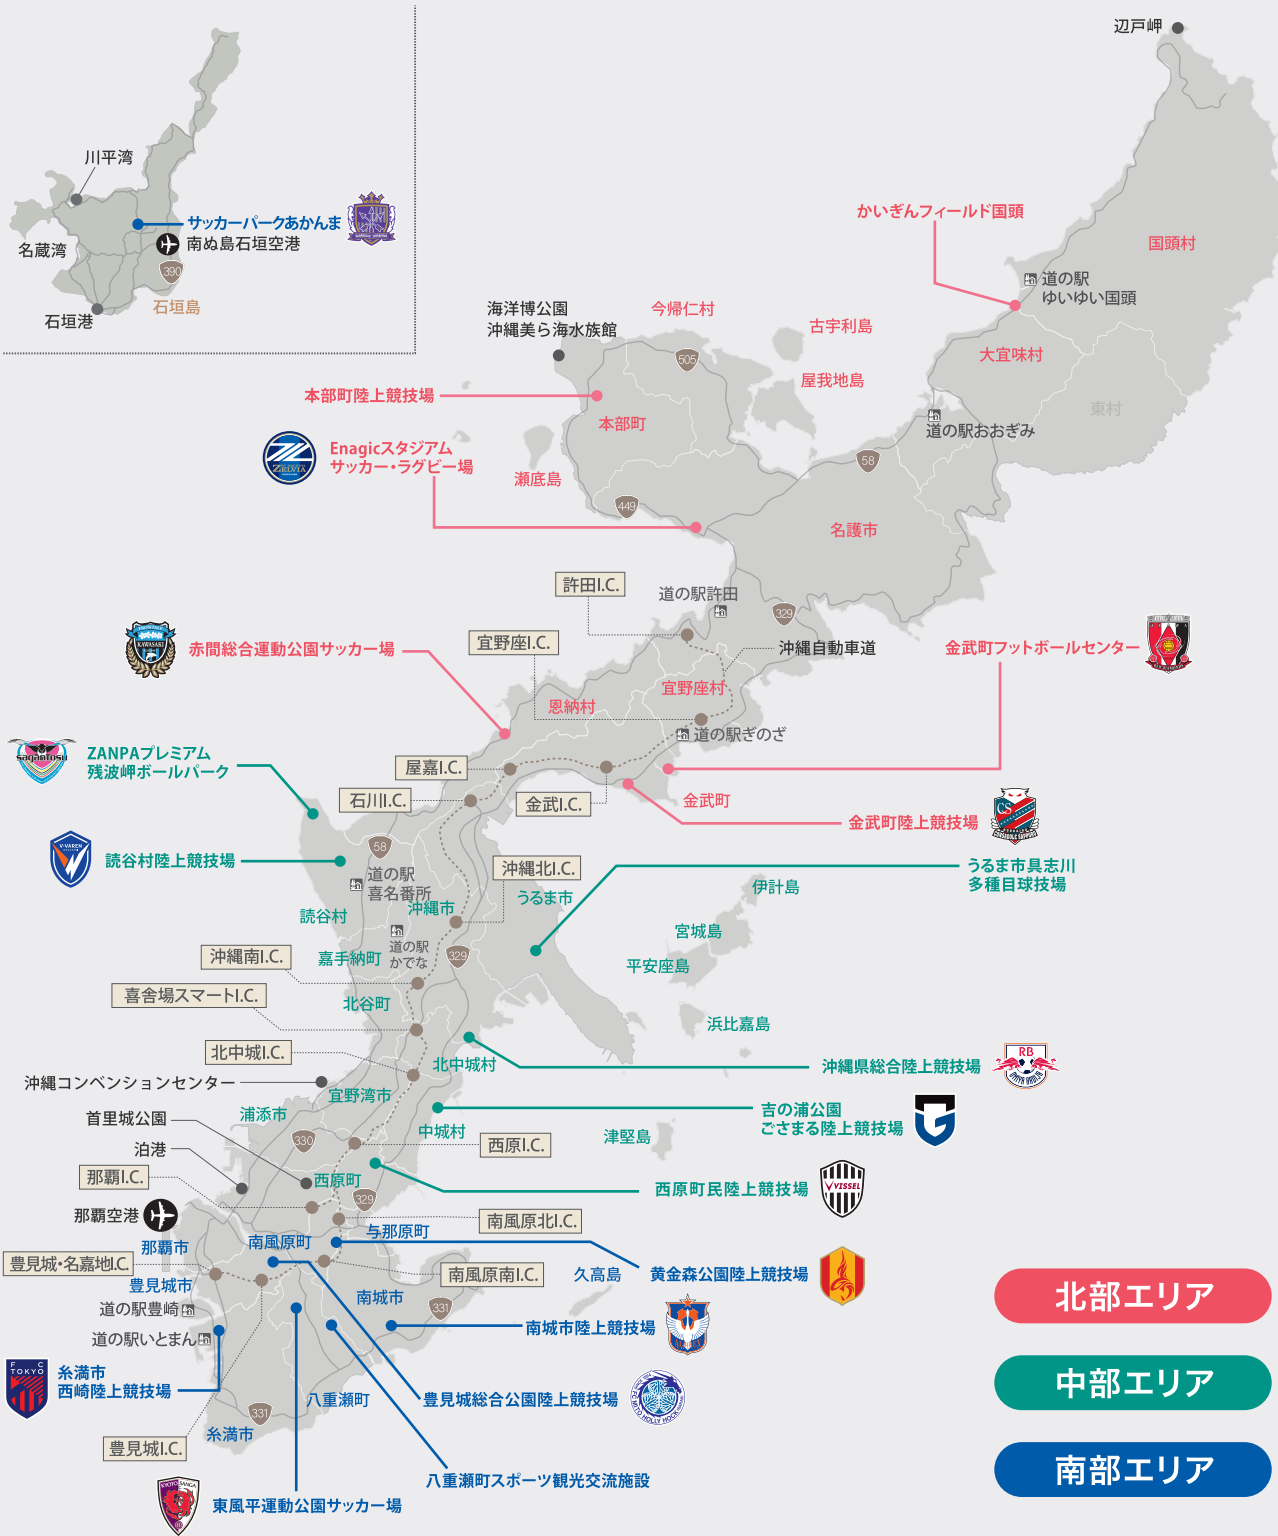 辺戸岬
川平湾
サッカーパークあかんま
名蔵湾
南ぬ島石垣空港
390
石垣島
石垣港
かいぎんフィールド国頭
国頭村
道の駅
ゆいゆい国頭
海洋博公園
沖縄美ら海水族館
今帰仁村
古宇利島
505
大宜味村
屋我地島
本部町陸上競技場
本部町
東村
道の駅おおぎみ
ZELVIA
Enagicスタジアム
サッカー・ラグビー場
58
瀬底島
449
名護市
許田I.C.
道の駅許田
329
KAWASAKI
赤間総合運動公園サッカー場
宜野座I.C.
沖縄自動車道
金武町フットボールセンター
宜野座村
恩納村
道の駅ぎのざ
sagantosu
ZANPAプレミアム
残波岬ボールパーク
屋嘉I.C.
石川I.C.
金武I.C.
金武町
金武町陸上競技場
CS
CONSADOLE SAPPORO
58
V·VAREN
読谷村陸上競技場
沖縄北I.C.
うるま市具志川
多種目球技場
道の駅
喜名番所
伊計島
うるま市
沖縄市
読谷村
宮城島
道の駅
かでな
沖縄南I.C.
嘉手納町
329
平安座島
喜舎場スマートI.C.
北谷町
浜比嘉島
北中城I.C.
RB
OMIYA ARDIJA
北中城村
沖縄県総合陸上競技場
沖縄コンベンションセンター
宜野湾市
首里城公園
浦添市
吉の浦公園
ごさまる陸上競技場
中城村
330
津堅島
泊港
西原I.C.
那覇I.C.
西原町
西原町民陸上競技場
VISSEL
329
那覇空港
南風原北I.C.
与那原町
那覇市
南風原町
豊見城・名嘉地I.C
南風原南I.C.
久高島
黄金森公園陸上競技場
豊見城市
南城市
331
道の駅豊崎
南城市陸上競技場
道の駅いとまん
北部エリア
FC
TOKYO
糸満市
西崎陸上競技場
八重瀬町
豊見城総合公園陸上競技場
FC MITO HOLLY HOCK
中部エリア
331
糸満市
豊見城I.C.
八重瀬町スポーツ観光交流施設
南部エリア
KYOTO SANGA
東風平運動公園サッカー場